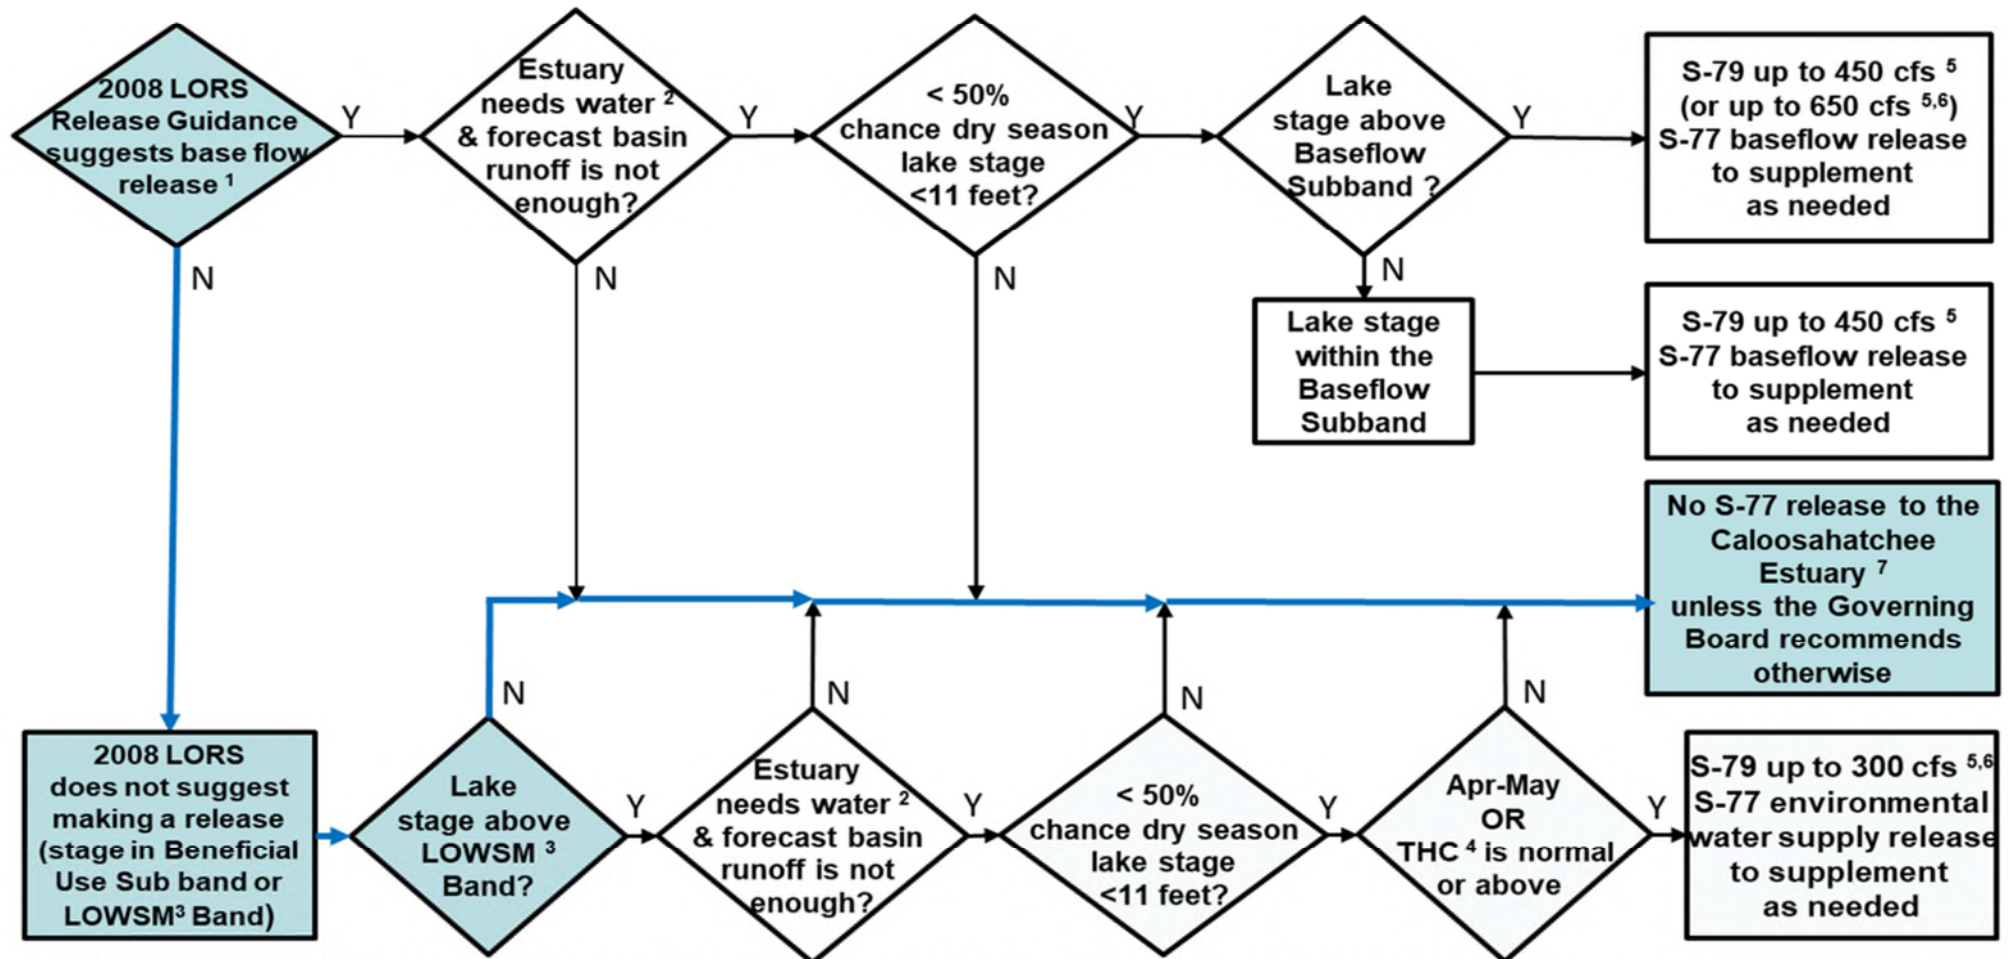 2008 LORS
Release Guidance
suggests base flow
release 1
Y
N
Estuary
needs water 2
& forecast basin
runoff is not
enough?
Y
N
< 50%
chance dry season
lake stage
<11 feet?
Y
N
Lake
stage above
Baseflow
Subband ?
Y
N
S-79 up to 450 cfs 5
(or up to 650 cfs 5,6)
S-77 baseflow release
to supplement
as needed
Lake stage
within the
Baseflow
Subband
S-79 up to 450 cfs 5
S-77 baseflow release
to supplement
as needed
No S-77 release to the
Caloosahatchee
Estuary 7
unless the Governing
Board recommends
otherwise
2008 LORS
does not suggest
making a release
(stage in Beneficial
Use Sub band or
LOWSM3 Band)
N
Lake
stage above
LOWSM 3
Band?
Y
N
Estuary
needs water 2
& forecast basin
runoff is not
enough?
Y
N
< 50%
chance dry season
lake stage
<11 feet?
Y
N
Apr-May
OR
THC 4 is normal
or above
Y
S-79 up to 300 cfs 5,6
S-77 environmental
water supply release
to supplement
as needed